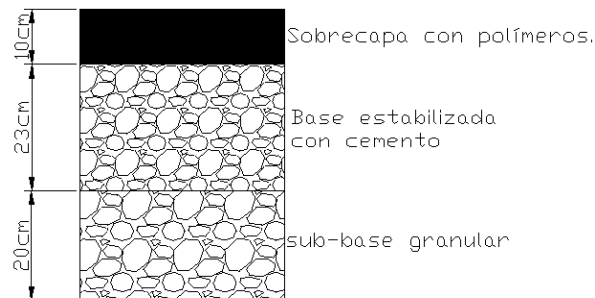 10cm
Sobrecapa con polímeros.
23cm
Base estabilizada
con cemento
20cm
sub-base granular